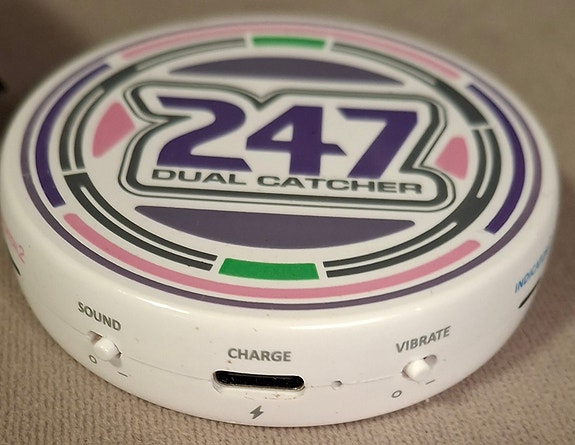 247
DUAL CATCHER
SOUND
CHARGE
VIBRATE
O –
O –